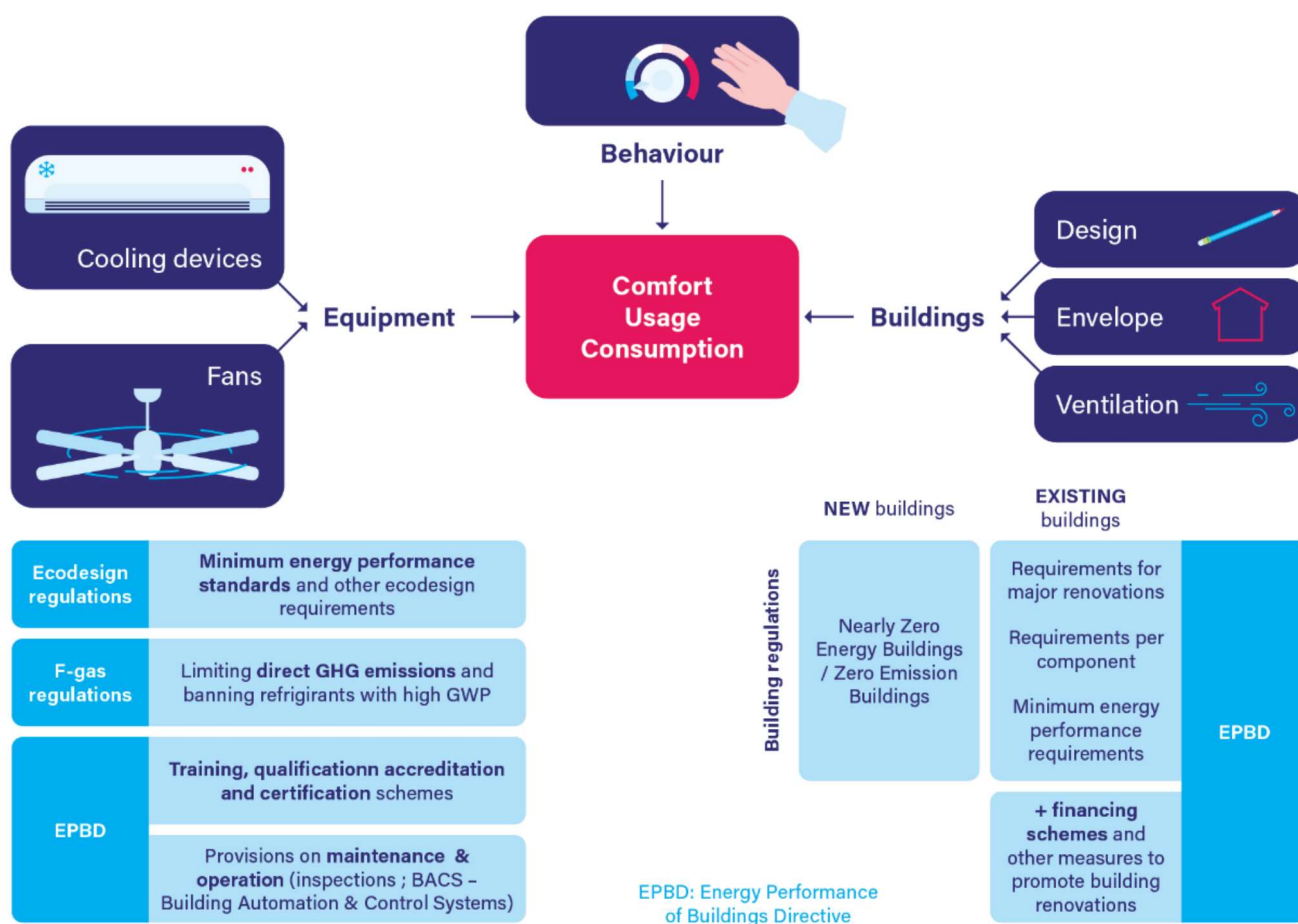 Behaviour
Cooling devices
Fans
Equipment
Comfort
Usage
Consumption
Buildings
Design
Envelope
Ventilation
Ecodesign
regulations
Minimum energy performance
standards and other ecodesign
requirements
F-gas
regulations
Limiting direct GHG emissions and
banning refrigirants with high GWP
EPBD
Training, qualificationn accreditation
and certification schemes
Provisions on maintenance &
operation (inspections ; BACS –
Building Automation & Control Systems)
NEW buildings
EXISTING
buildings
Building regulations
Nearly Zero
Energy Buildings
/ Zero Emission
Buildings
Requirements for
major renovations
Requirements per
component
Minimum energy
performance
requirements
+ financing
schemes and
other measures to
promote building
renovations
EPBD
EPBD: Energy Performance
of Buildings Directive